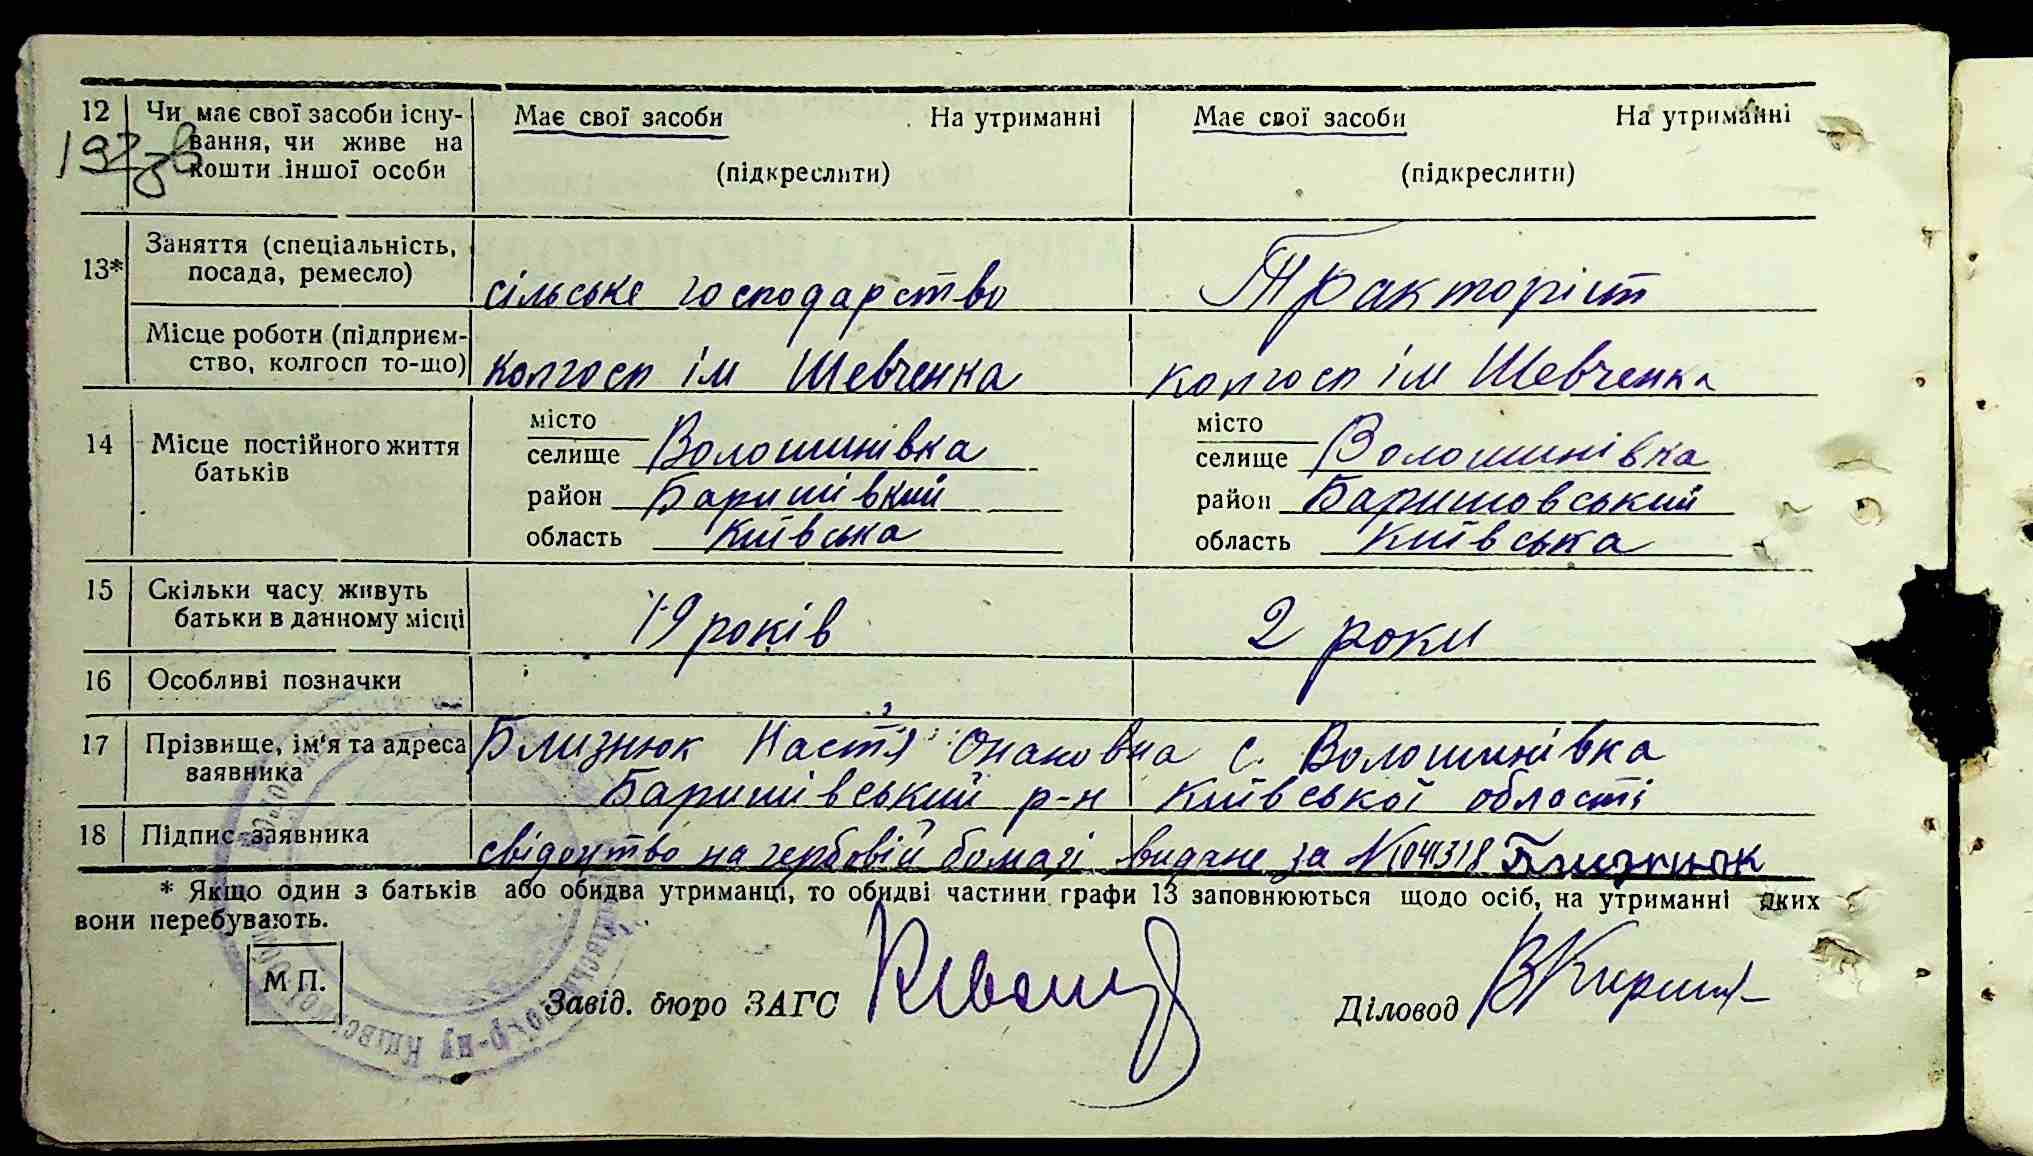 12 Чи має свої засоби існу- Має свої засоби На утриманні Має свої засоби На утриманні
вання, чи живе на
кошти іншої особи (підкреслити) (підкреслити)
13* Заняття (спеціальність,
посада, ремесло) сільське господарство Тракторіст
Місце роботи (підприєм-
ство, колгосп то-що) колгосп ім Шевченка колгосп ім Шевченка
14 Місце постійного життя
батьків
місто місто
селище Волошинівка селище Волошинівка
район Баришівкий район Баришовський
область Київська область Київська
15 Скільки часу живуть
батьки в данному місці 19 років 2 роки
16 Особливі позначки
17 Прізвище, ім'я та адреса Близнюк Настя Онановна с. Волошинівка
заявника Баришівський р-н Київської області
18 Підпис заявника свідоцтво на гербовій бомазі видане за № 041318 Близнюк
* Якщо один з батьків або обидва утриманці, то обидві частини графи 13 заповнюються щодо осіб, на утриманні яких
вони перебувають.
М П.
Завід. бюро ЗАГС Діловод